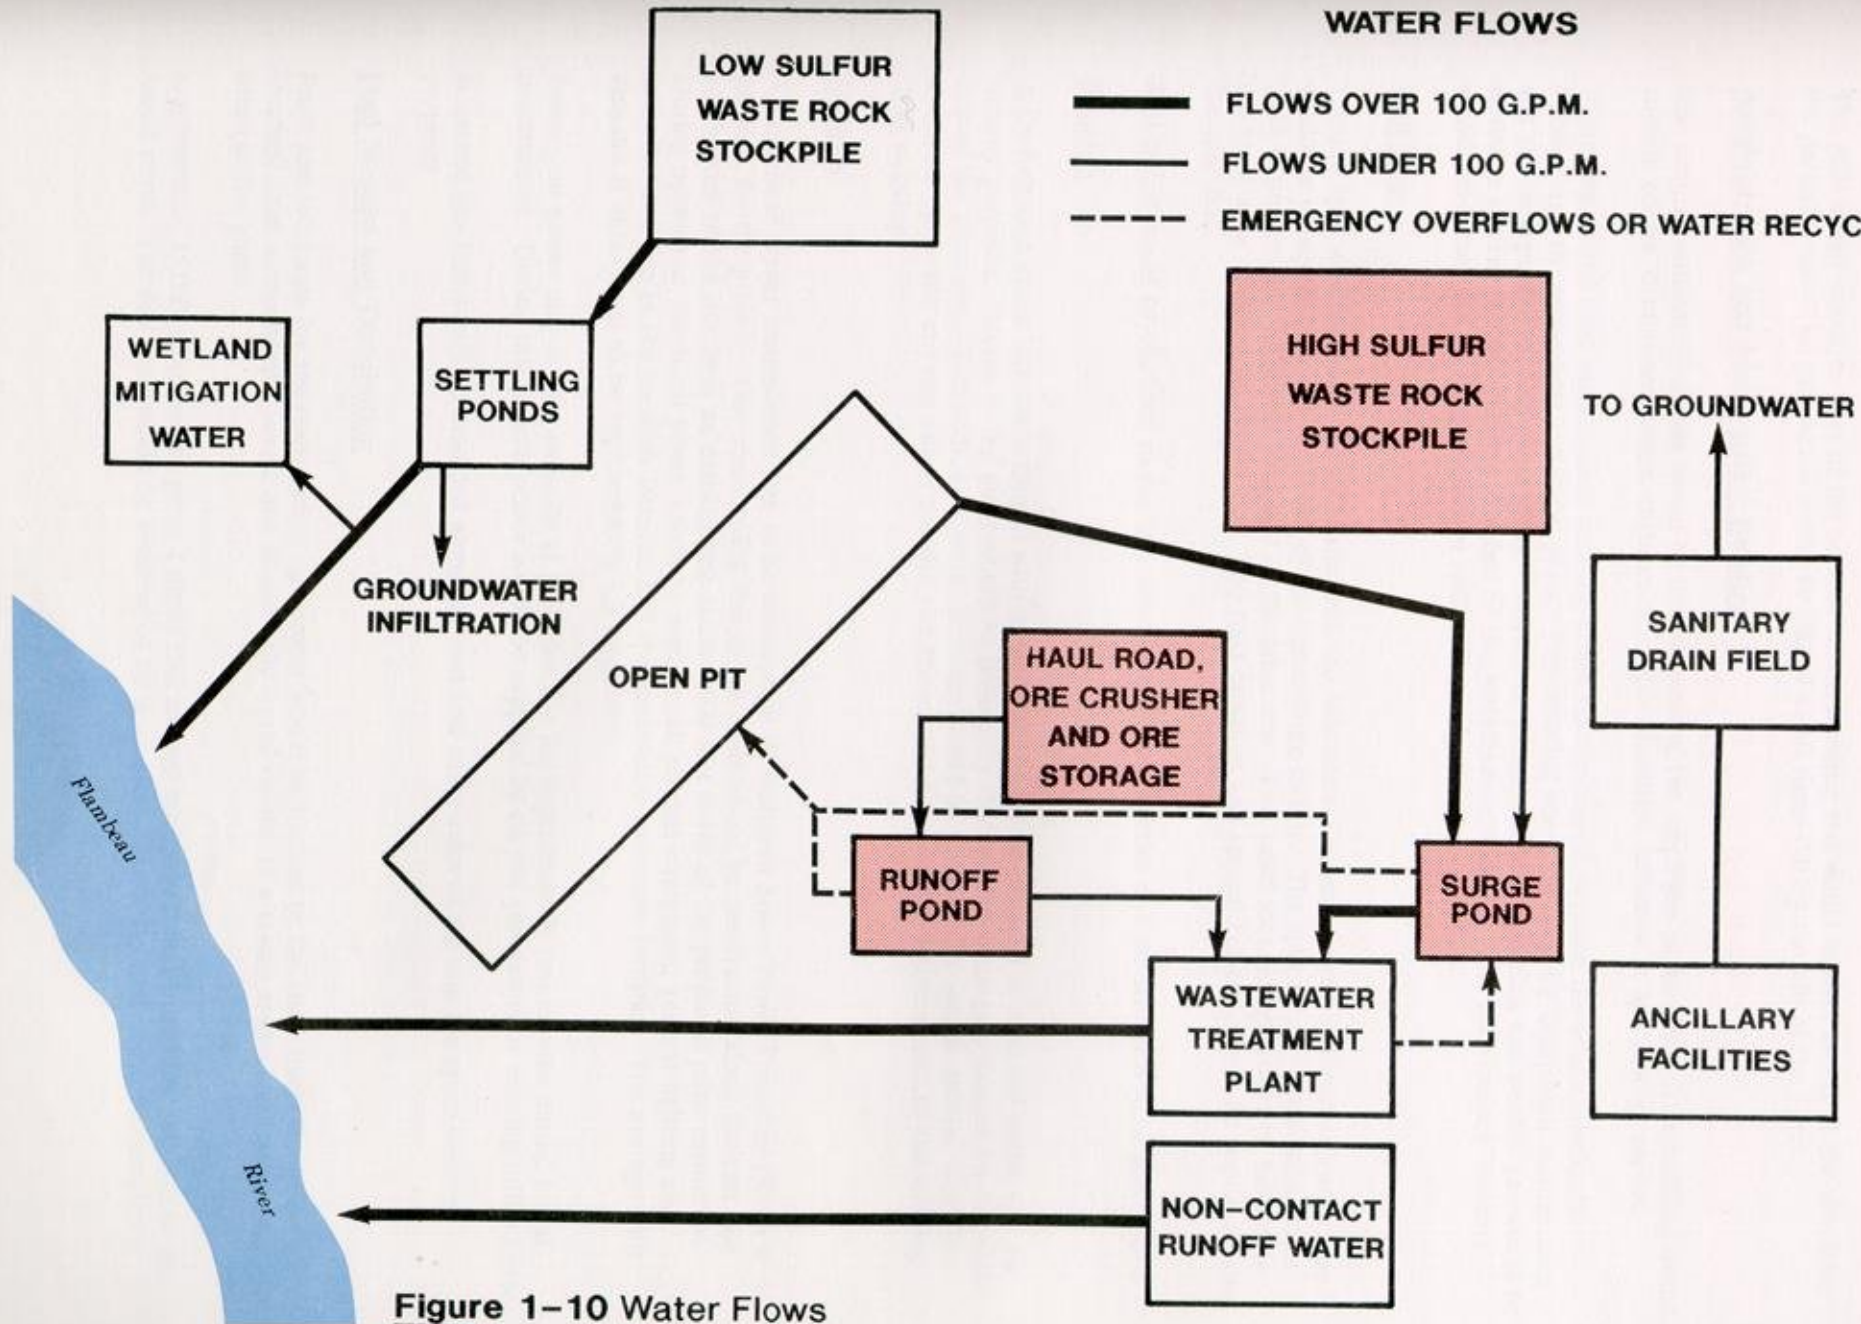 WATER FLOWS
FLOWS OVER 100 G.P.M.
FLOWS UNDER 100 G.P.M.
EMERGENCY OVERFLOWS OR WATER RECYC
LOW SULFUR
WASTE ROCK
STOCKPILE
WETLAND
MITIGATION
WATER
SETTLING
PONDS
GROUNDWATER
INFILTRATION
HIGH SULFUR
WASTE ROCK
STOCKPILE
TO GROUNDWATER
SANITARY
DRAIN FIELD
OPEN PIT
HAUL ROAD,
ORE CRUSHER
AND ORE
STORAGE
RUNOFF
POND
SURGE
POND
WASTEWATER
TREATMENT
PLANT
ANCILLARY
FACILITIES
NON-CONTACT
RUNOFF WATER
Flambeau
River
Figure 1-10 Water Flows